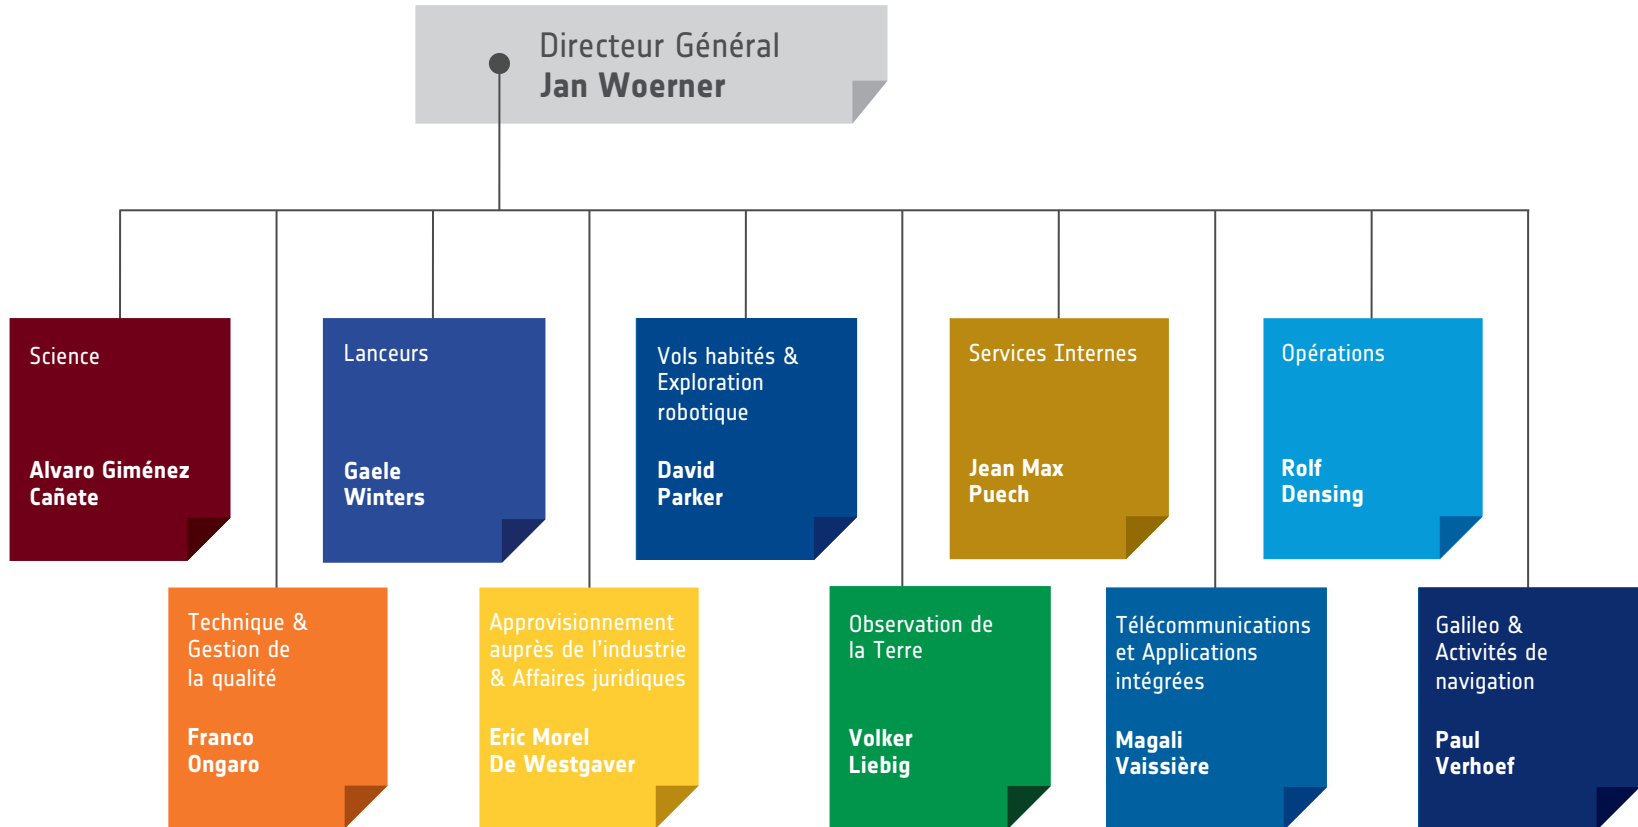 Directeur Général
Jan Woerner
Science
Alvaro Giménez
Cañete
Lanceurs
Gaele
Winters
Vols habités &
Exploration
robotique
David
Parker
Services Internes
Jean Max
Puech
Opérations
Rolf
Densing
Technique &
Gestion de
la qualité
Franco
Ongaro
Approvisionnement
auprès de l'industrie
& Affaires juridiques
Eric Morel
De Westgaver
Observation de
la Terre
Volker
Liebig
Télécommunications
et Applications
intégrées
Magali
Vaissière
Galileo &
Activités de
navigation
Paul
Verhoef